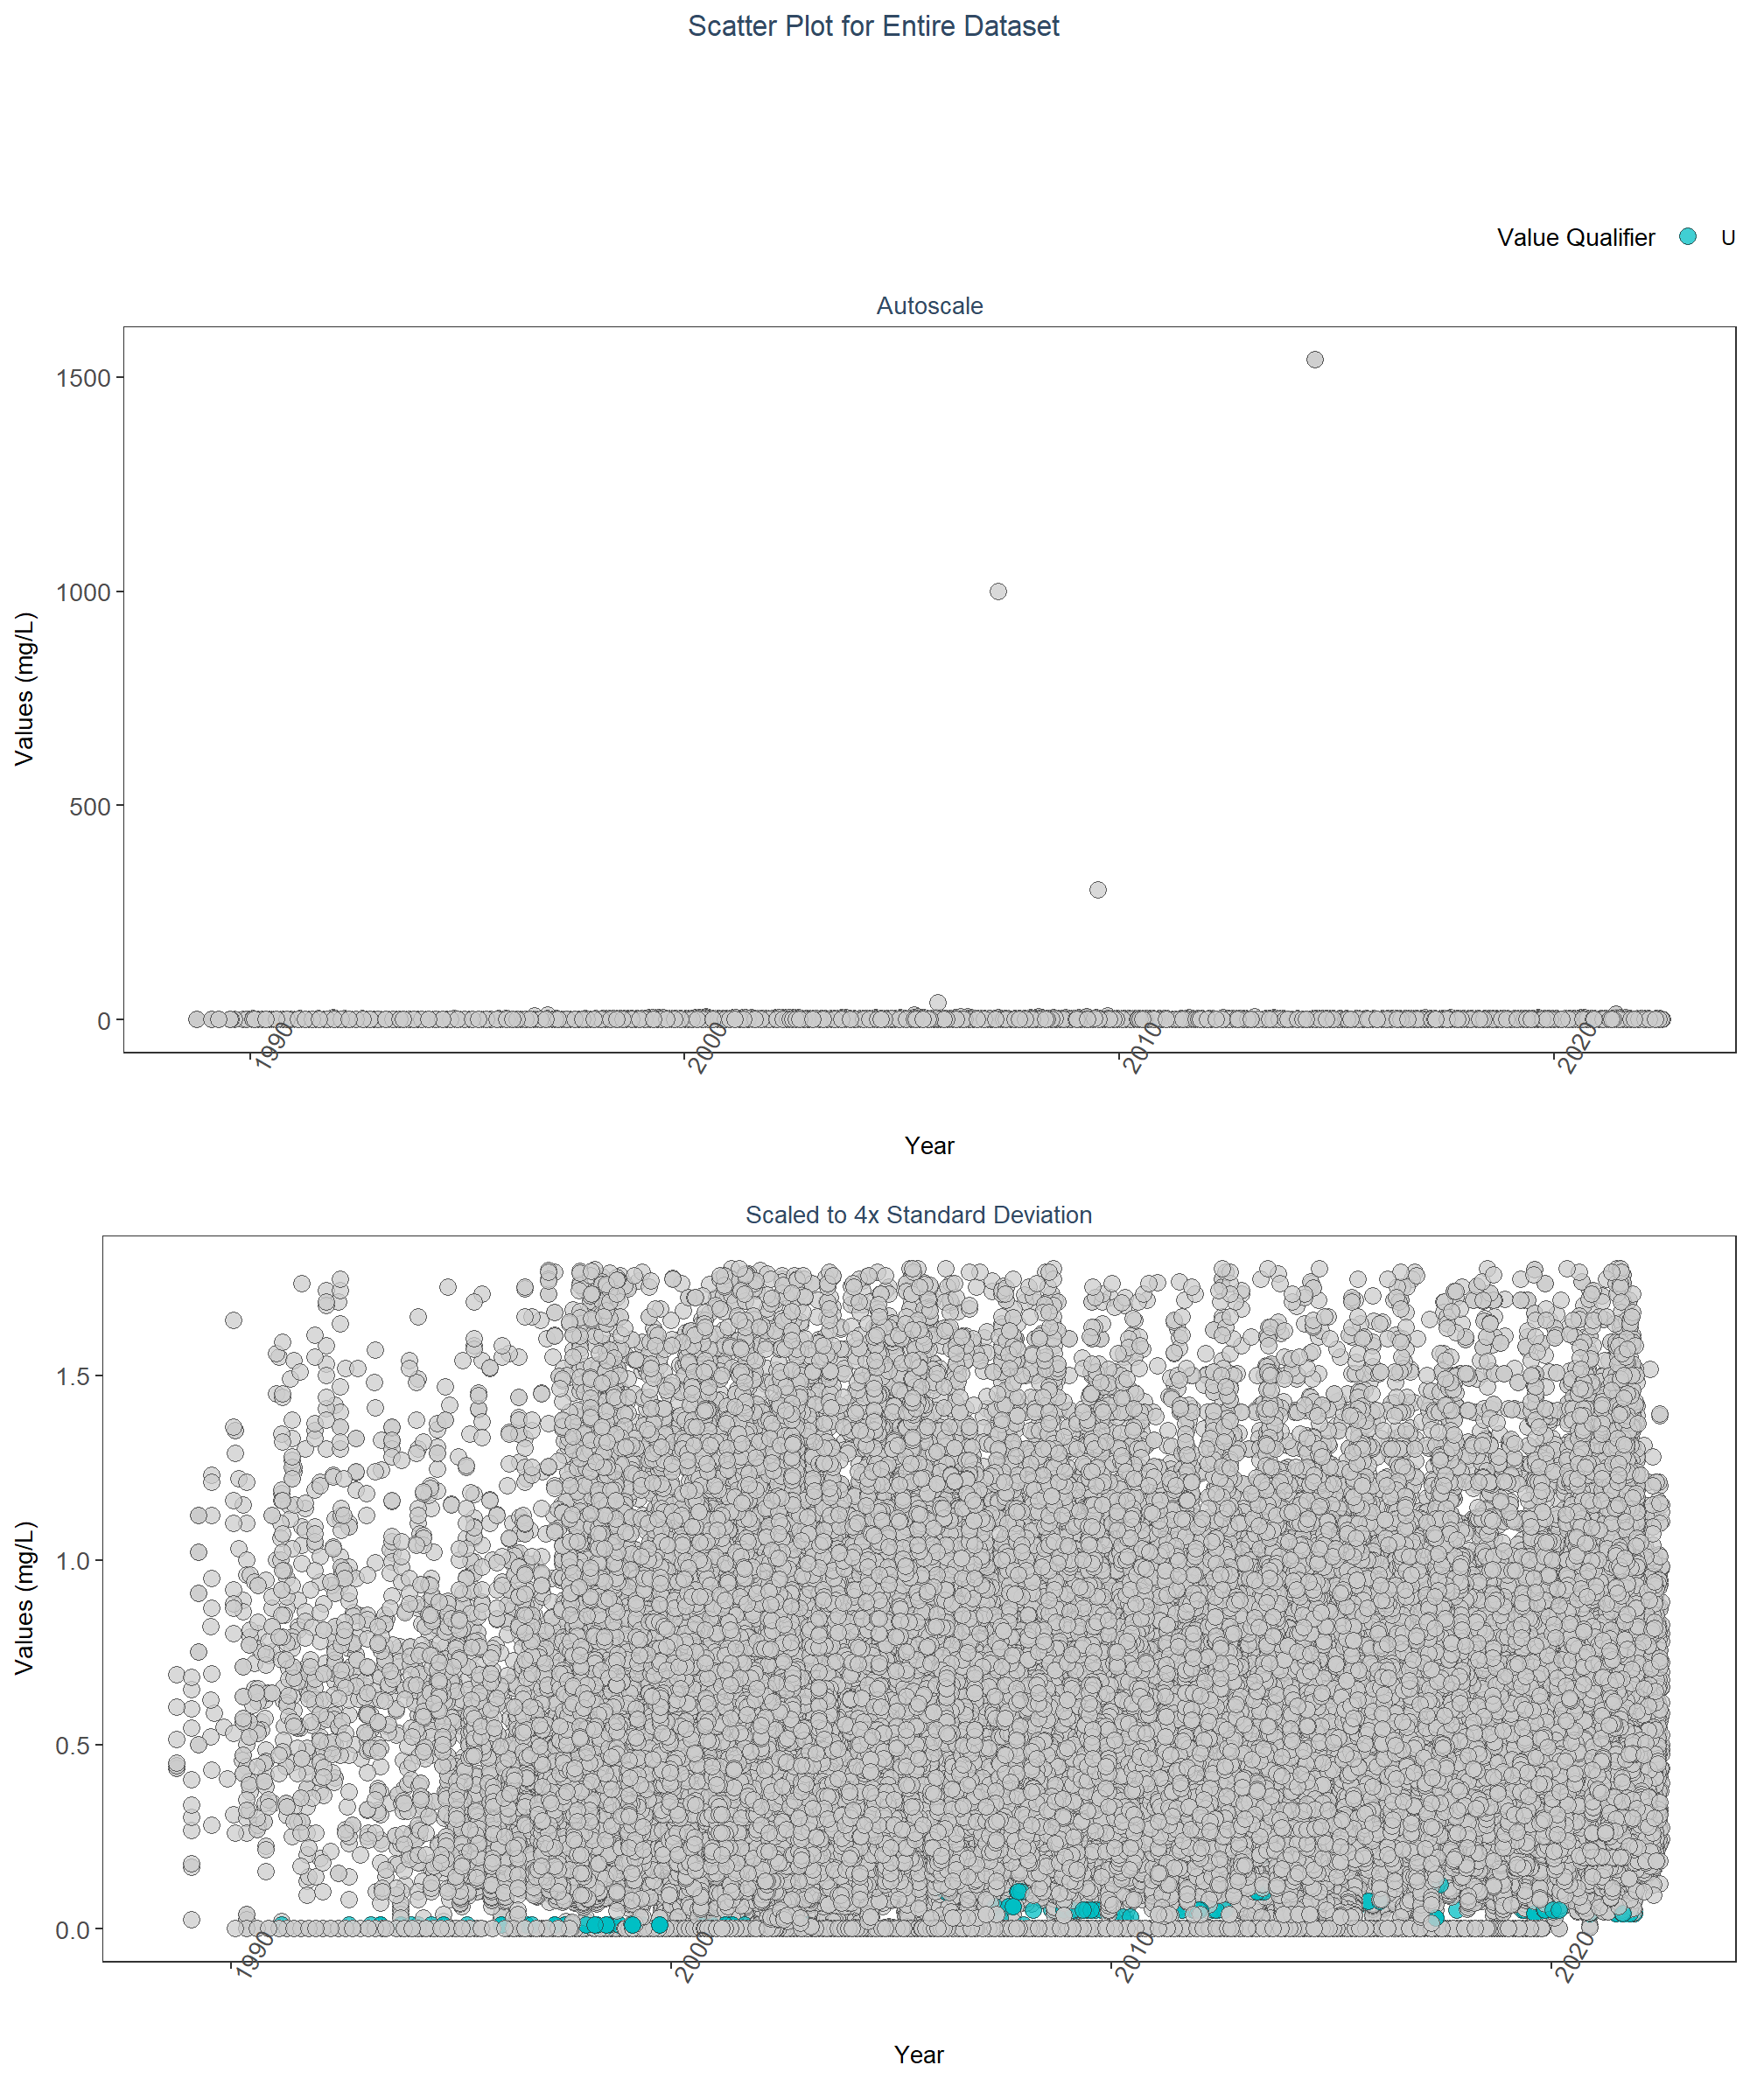 Scatter Plot for Entire Dataset
Value Qualifier U
Autoscale
Values (mg/L)
1500
1000
500
0
1990 2000 2010 2020
Year
Scaled to 4x Standard Deviation
Values (mg/L)
1.5
1.0
0.5
0.0
1990 2000 2010 2020
Year